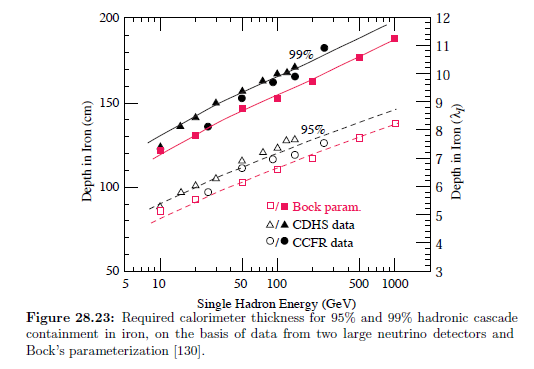 200
150
100
50
Depth in Iron (cm)
12
11
10
9
8
7
6
5
4
3
Depth in Iron (λI)
99%
95%
□/■ Bock param.
△/▲ CDHS data
○/● CCFR data
5 10 50 100 500 1000
Single Hadron Energy (GeV)
Figure 28.23: Required calorimeter thickness for 95% and 99% hadronic cascade
containment in iron, on the basis of data from two large neutrino detectors and
Bock's parameterization [130].